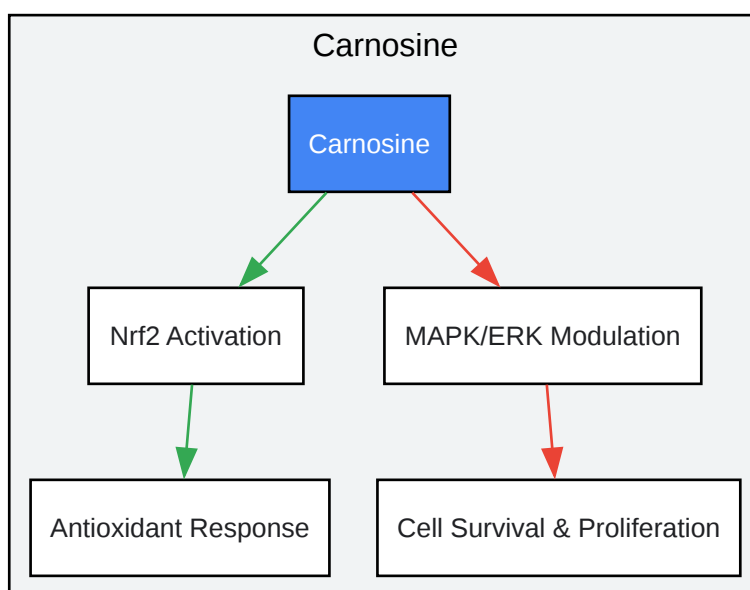 Carnosine
Carnosine
Nrf2 Activation
MAPK/ERK Modulation
Antioxidant Response
Cell Survival & Proliferation